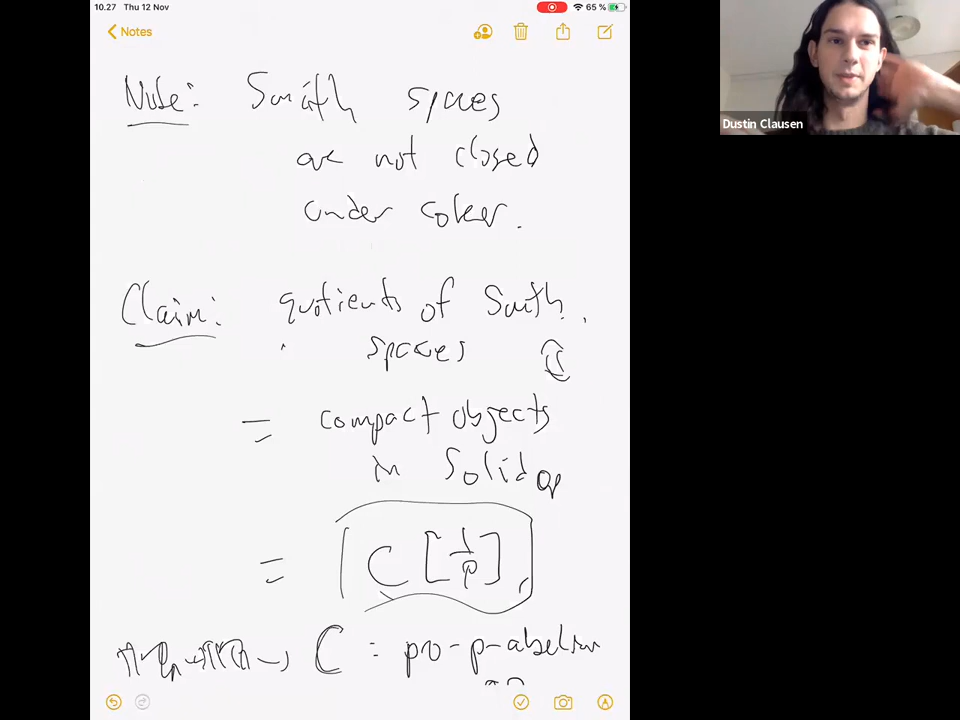 10.27 Thu 12 Nov
65 %
Notes
Dustin Clausen
Note: Smith spaces
are not closed
under coker.
Claim: quotients of Smith
spaces
= compact objects
in Solid
= C[1/p],
C = pro-p-abelian